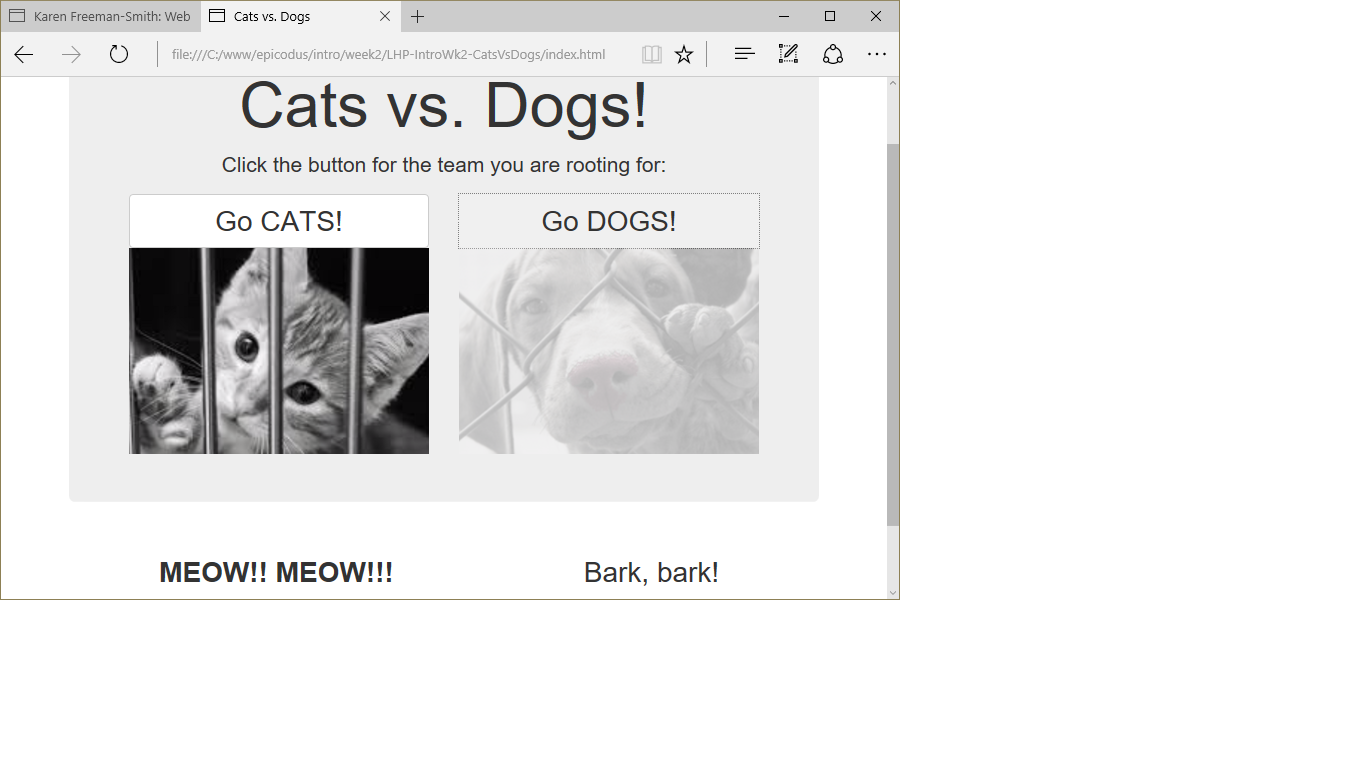 Karen Freeman-Smith: Web
Cats vs. Dogs
file:///C:/www/epicodus/intro/week2/LHP-IntroWk2-CatsVsDogs/index.html
Cats vs. Dogs!
Click the button for the team you are rooting for:
Go CATS!
Go DOGS!
MEOW!! MEOW!!!
Bark, bark!